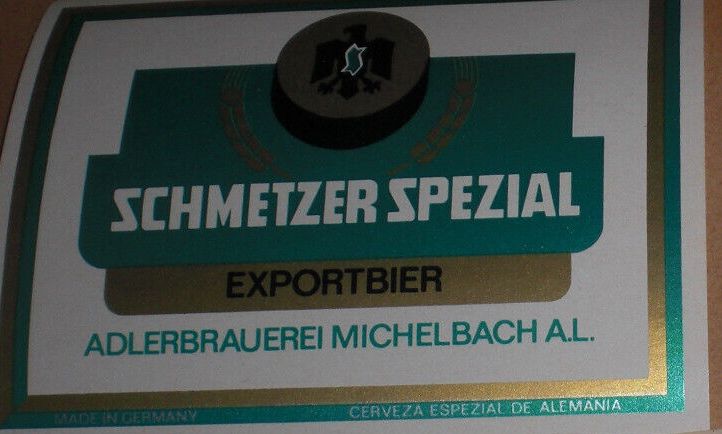 S
SCHMETZER SPEZIAL
EXPORTBIER
ADLERBRAUEREI MICHELBACH A.L.
MADE IN GERMANY
CERVEZA ESPEZIAL DE ALEMANIA